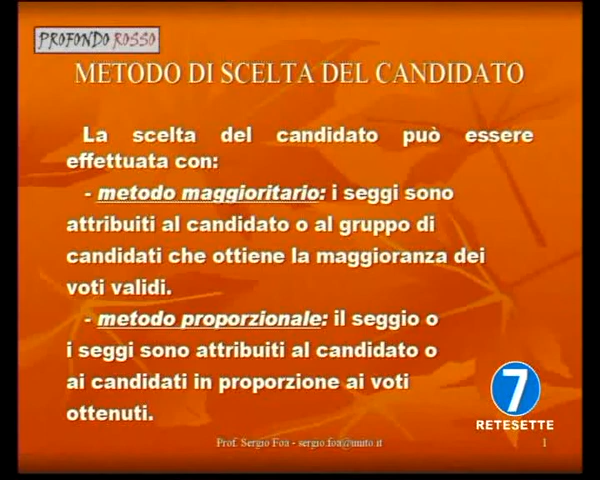 PROFONDO ROSSO
METODO DI SCELTA DEL CANDIDATO
La scelta del candidato può essere
effettuata con:
- metodo maggioritario: i seggi sono
attribuiti al candidato o al gruppo di
candidati che ottiene la maggioranza dei
voti validi.
- metodo proporzionale: il seggio o
i seggi sono attribuiti al candidato o
ai candidati in proporzione ai voti
ottenuti.
7
RETESETTE
Prof. Sergio Foà - sergio.foa@unito.it 1